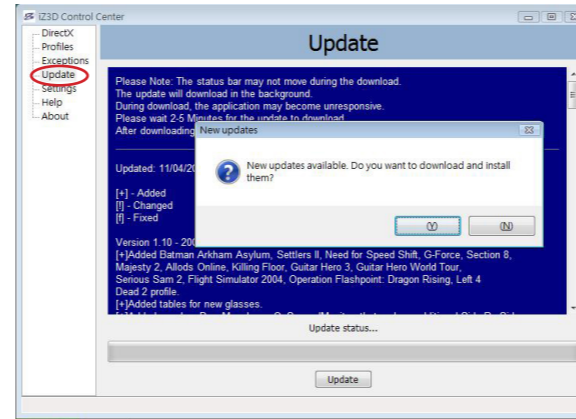 iZ3D Control Center
DirectX
Profiles
Exceptions
Update
Settings
Help
About
Update
Please Note: The status bar may not move during the download.
The update will download in the background.
During download, the application may become unresponsive.
Please wait 2-5 Minutes for the update to download
After downloading
New updates
New updates available. Do you want to download and install
them?
(Y)
(N)
Updated: 11/04/20
[+] - Added
[!] - Changed
[f] - Fixed
Version 1.10 - 200
[+]Added Batman Arkham Asylum, Settlers II, Need for Speed Shift, G-Force, Section 8,
Majesty 2, Allods Online, Killing Floor, Guitar Hero 3, Guitar Hero World Tour,
Serious Sam 2, Flight Simulator 2004, Operation Flashpoint: Dragon Rising, Left 4
Dead 2 profile.
[+]Added tables for new glasses.
Update status...
Update